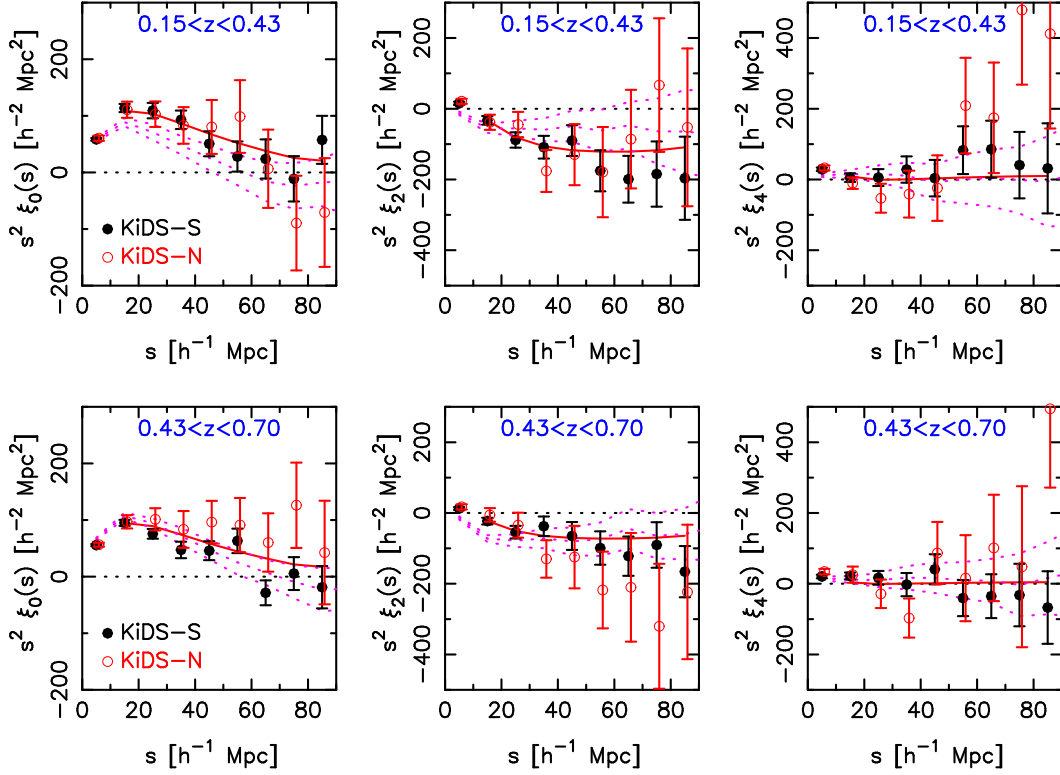 0.15<z<0.43
s² ξ₀(s) [h⁻² Mpc²]
200
0
−200
KiDS−S
KiDS−N
0 20 40 60 80
s [h⁻¹ Mpc]
0.15<z<0.43
s² ξ₂(s) [h⁻² Mpc²]
200
0
−200
−400
0 20 40 60 80
s [h⁻¹ Mpc]
0.15<z<0.43
s² ξ₄(s) [h⁻² Mpc²]
400
200
0
−200
0 20 40 60 80
s [h⁻¹ Mpc]
0.43<z<0.70
s² ξ₀(s) [h⁻² Mpc²]
200
0
−200
KiDS−S
KiDS−N
0 20 40 60 80
s [h⁻¹ Mpc]
0.43<z<0.70
s² ξ₂(s) [h⁻² Mpc²]
200
0
−200
−400
0 20 40 60 80
s [h⁻¹ Mpc]
0.43<z<0.70
s² ξ₄(s) [h⁻² Mpc²]
400
200
0
−200
0 20 40 60 80
s [h⁻¹ Mpc]